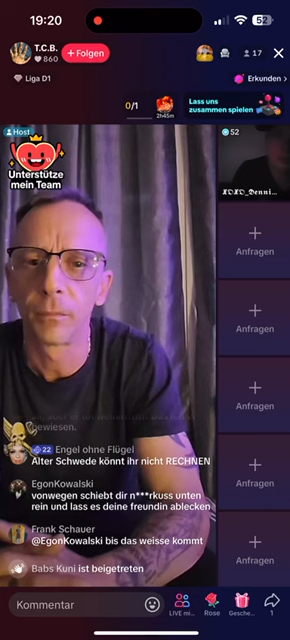 19:20
52
T.C.B.
860
+ Folgen
17
Liga D1
Erkunden >
0/1
2h45m
Lass uns
zusammen spielen
Host
52
Unterstütze
mein Team
XOXO_Denni...
Anfragen
Anfragen
Anfragen
Anfragen
Anfragen
gewiesen.
22 Engel ohne Flügel
Alter Schwede könnt ihr nicht RECHNEN
EgonKowalski
vonwegen schiebt dir n***rkuss unten
rein und lass es deine freundin ablecken
Frank Schauer
@EgonKowalski bis das weisse kommt
Babs Kuni ist beigetreten
Kommentar
LIVE mi...
Rose
Gesche...
1